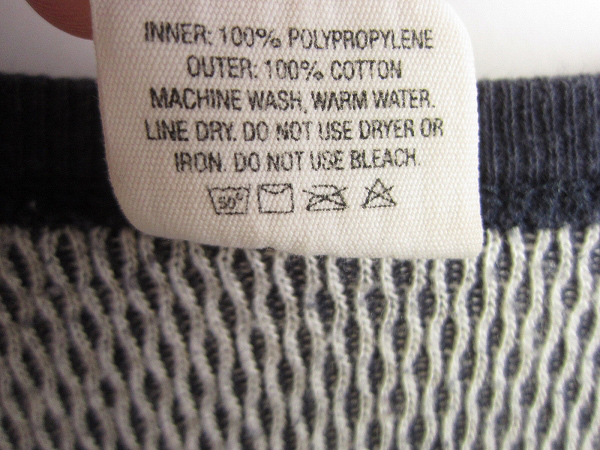 INNER: 100% POLYPROPYLENE
OUTER: 100% COTTON
MACHINE WASH, WARM WATER.
LINE DRY. DO NOT USE DRYER OR
IRON. DO NOT USE BLEACH.
50°